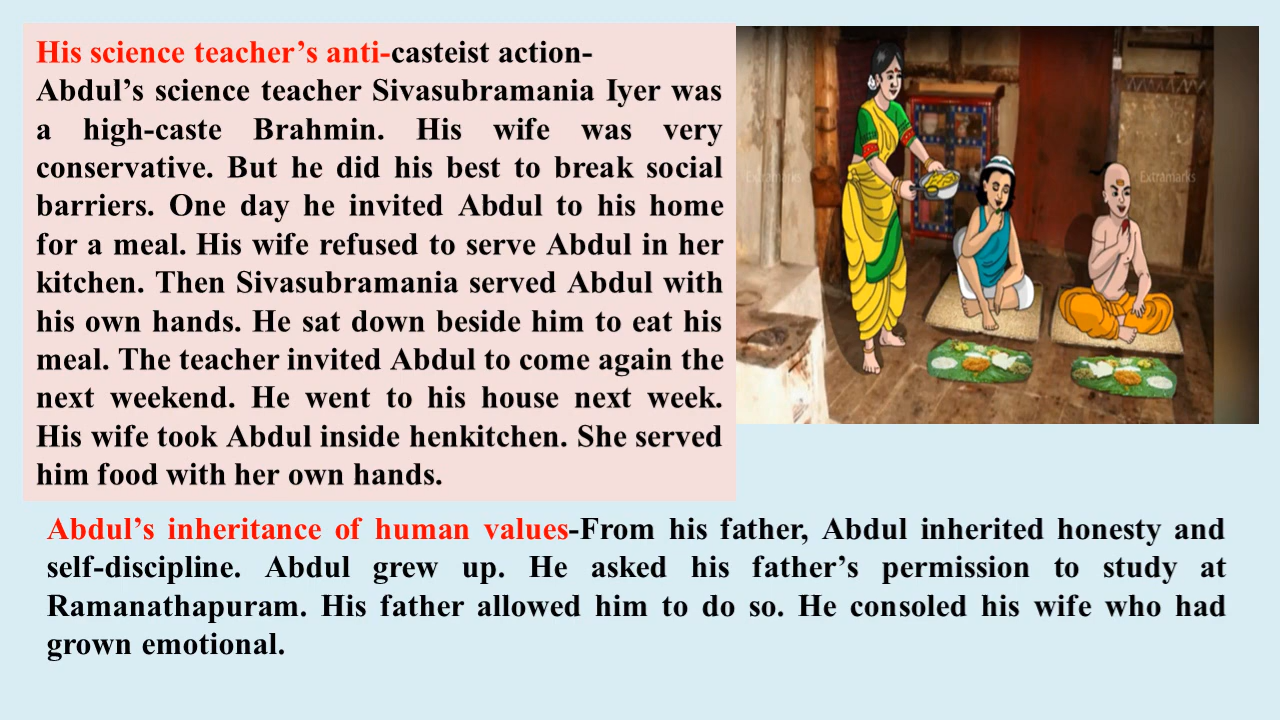 His science teacher's anti-casteist action-
Abdul's science teacher Sivasubramania Iyer was
a high-caste Brahmin. His wife was very
conservative. But he did his best to break social
barriers. One day he invited Abdul to his home
for a meal. His wife refused to serve Abdul in her
kitchen. Then Sivasubramania served Abdul with
his own hands. He sat down beside him to eat his
meal. The teacher invited Abdul to come again the
next weekend. He went to his house next week.
His wife took Abdul inside henkitchen. She served
him food with her own hands.
Extramarks
Extramarks
Abdul's inheritance of human values-From his father, Abdul inherited honesty and
self-discipline. Abdul grew up. He asked his father's permission to study at
Ramanathapuram. His father allowed him to do so. He consoled his wife who had
grown emotional.